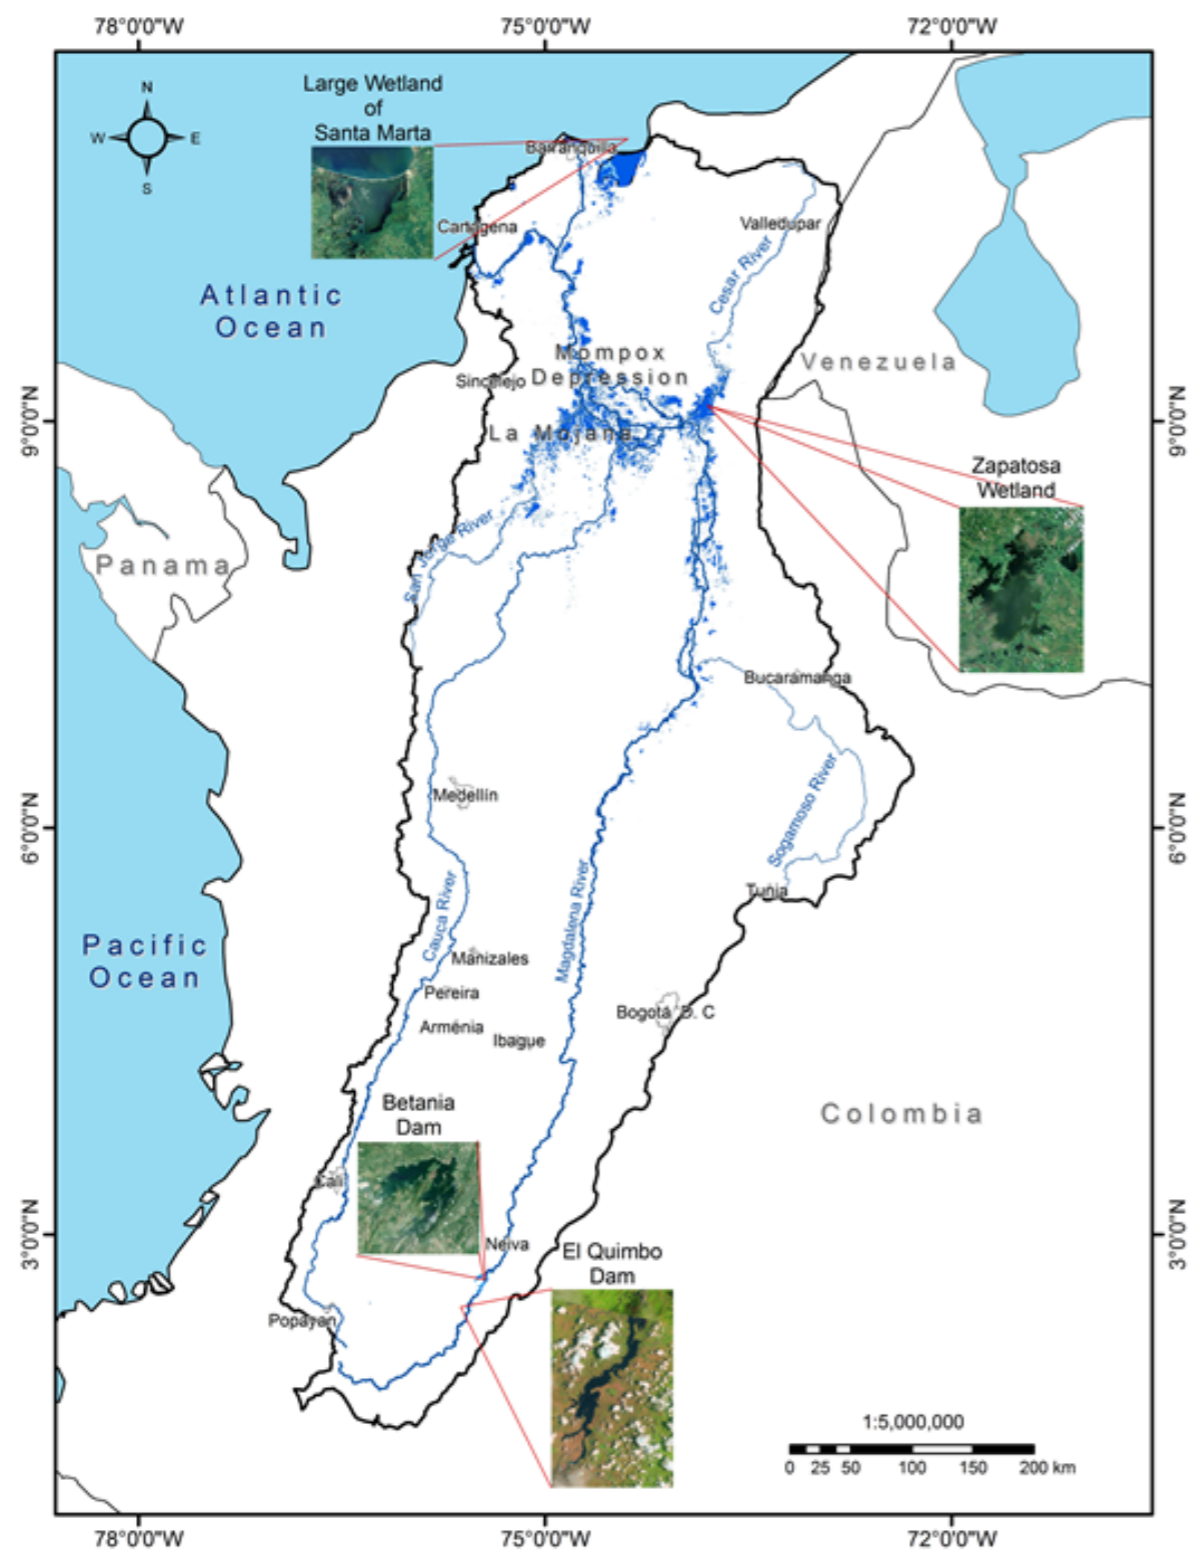 78°0'0"W
75°0'0"W
72°0'0"W
Large Wetland
of
Santa Marta
N
W
E
S
Barranquilla
Cartagena
Valledupar
Cesar River
Atlantic
Ocean
Mompox
Depression
Sincelejo
Venezuela
La Mojana
9°0'0"N
9°0'0"N
Zapatosa
Wetland
San Jorge River
Panama
Bucaramanga
Medellín
Sogamoso River
6°0'0"N
6°0'0"N
Tunja
Cauca River
Magdalena River
Pacific
Ocean
Manizales
Pereira
Bogotá D. C
Arménia
Ibague
Betania
Dam
Colombia
Cali
3°0'0"N
3°0'0"N
Neiva
El Quimbo
Dam
Popayan
1:5,000,000
0 25 50 100 150 200 km
78°0'0"W
75°0'0"W
72°0'0"W